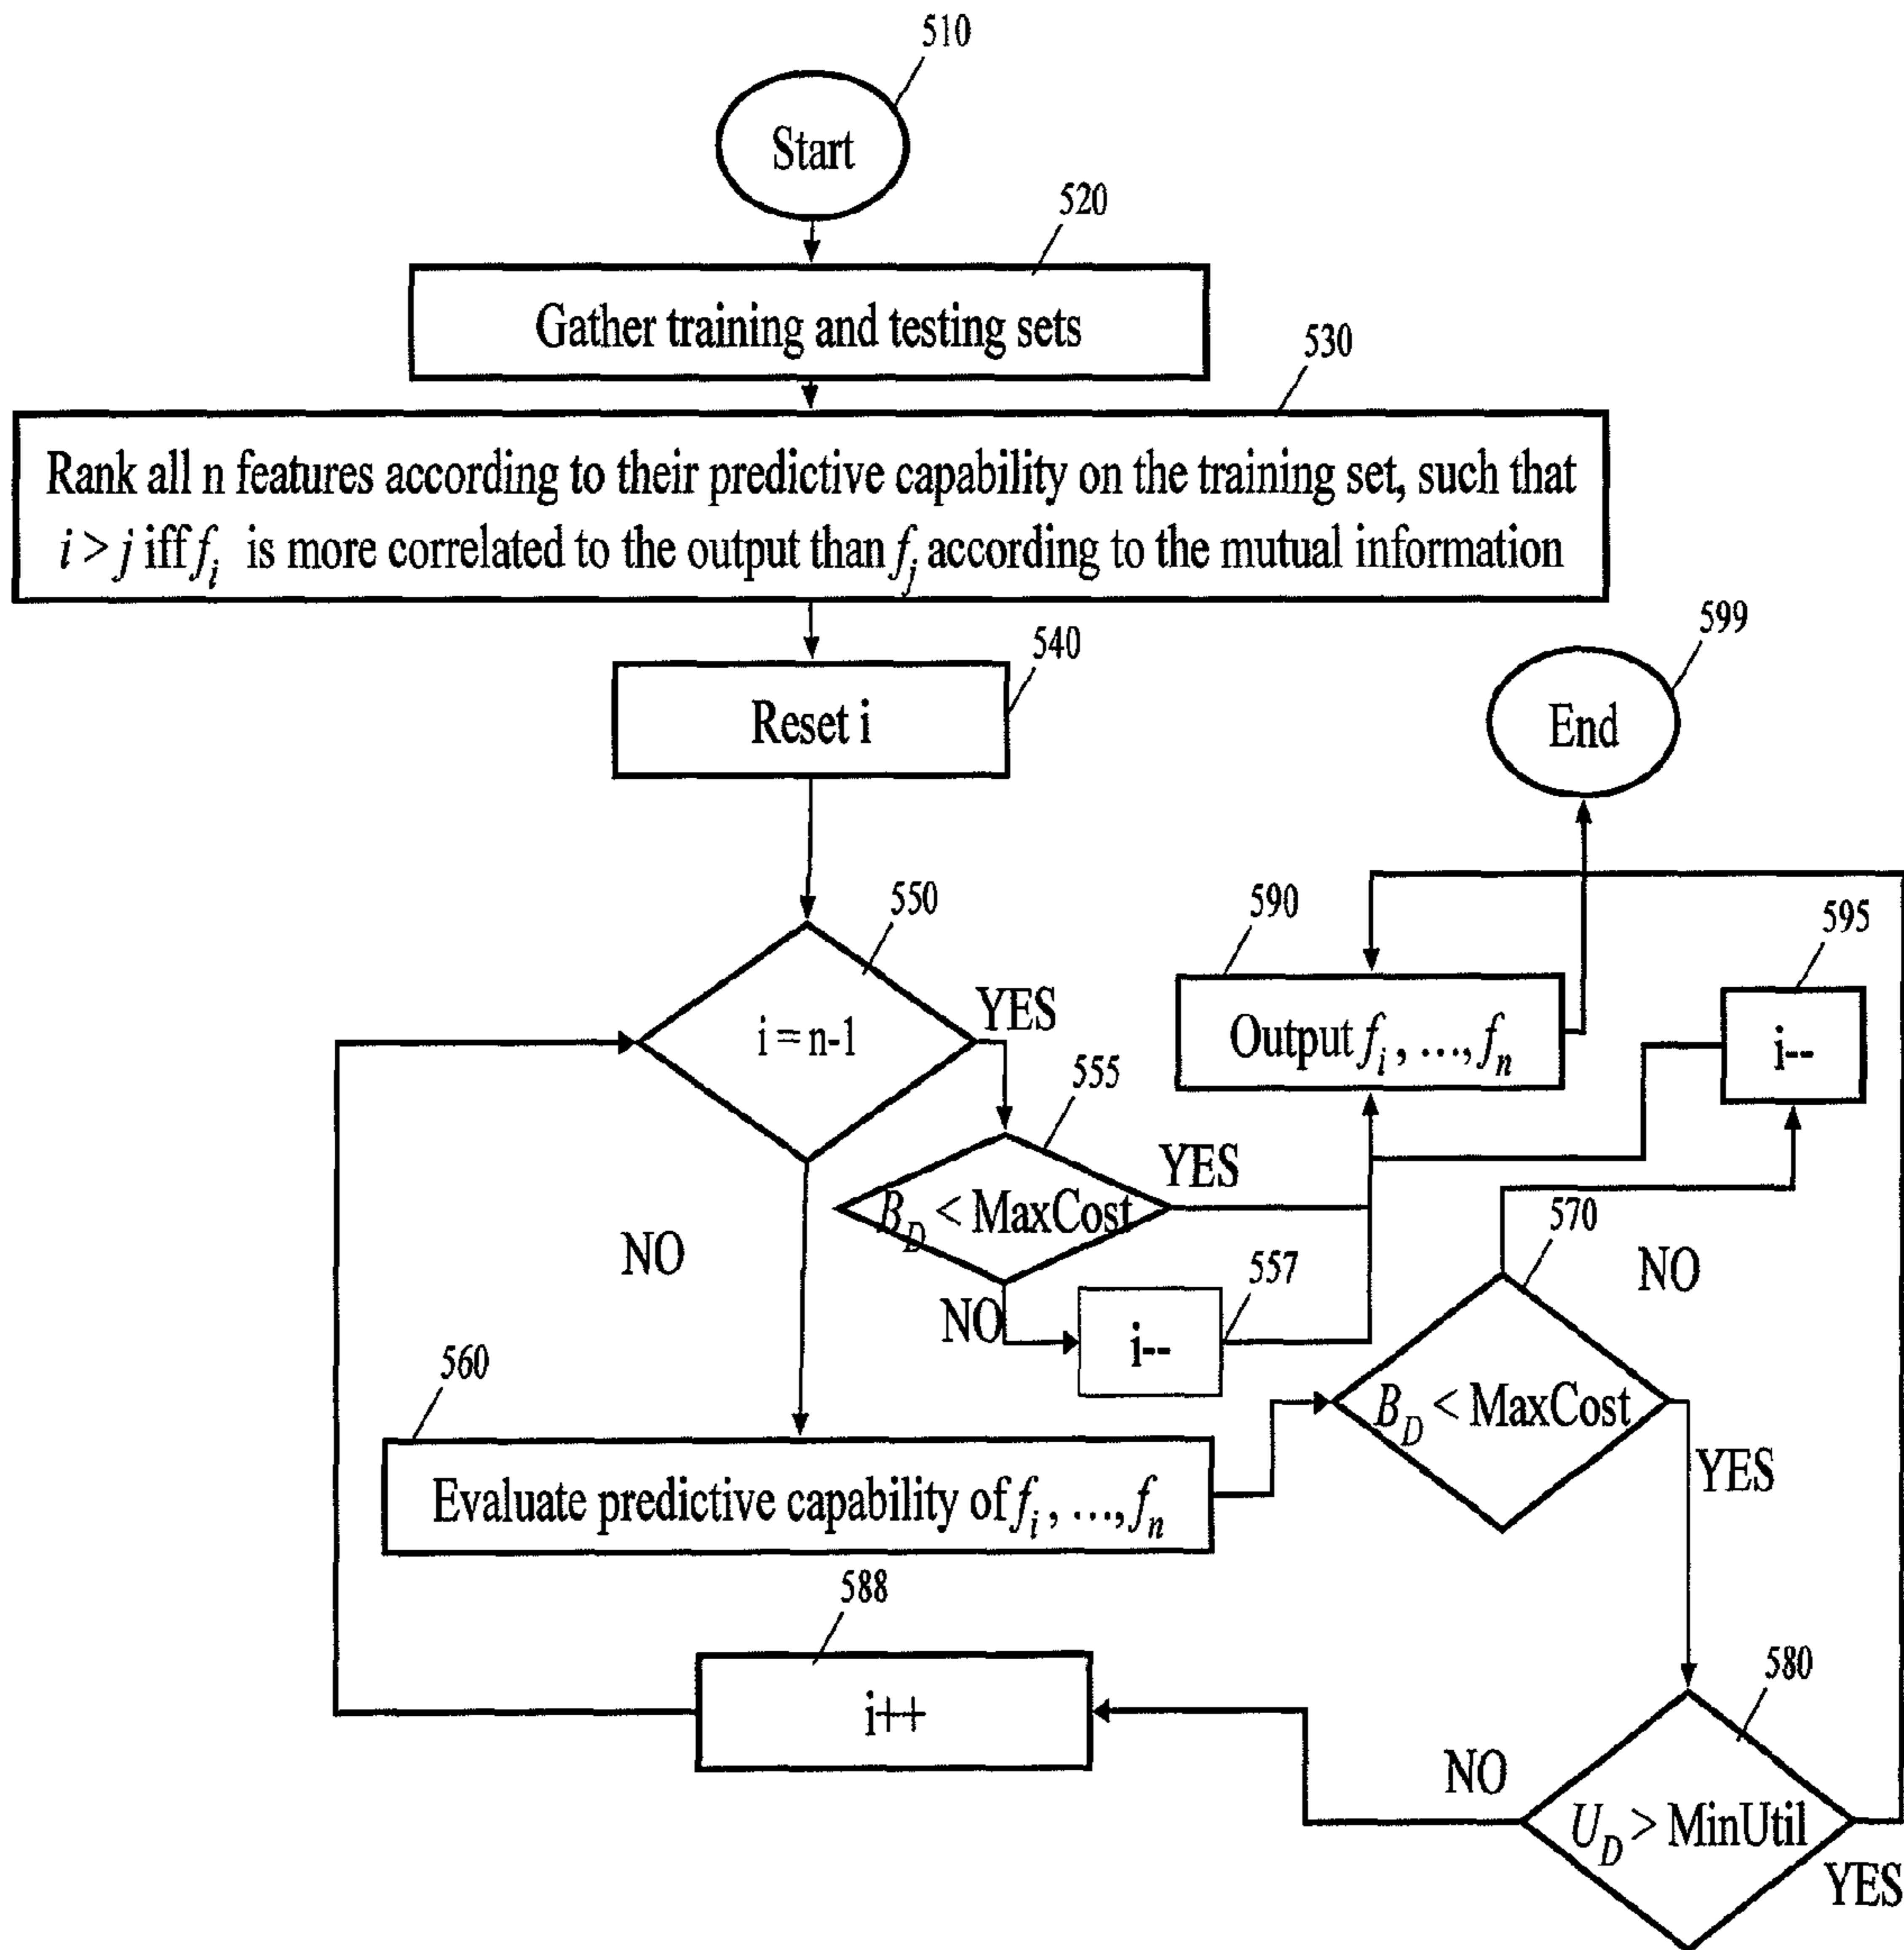 510
Start
520
Gather training and testing sets
530
Rank all n features according to their predictive capability on the training set, such that
i > j iff f_i is more correlated to the output than f_j according to the mutual information
540
Reset i
599
End
550
i = n-1
YES
NO
590
Output f_i, ..., f_n
595
i--
555
B_D < MaxCost
YES
NO
557
i--
570
B_D < MaxCost
NO
YES
560
Evaluate predictive capability of f_i, ..., f_n
588
i++
580
U_D > MinUtil
NO
YES